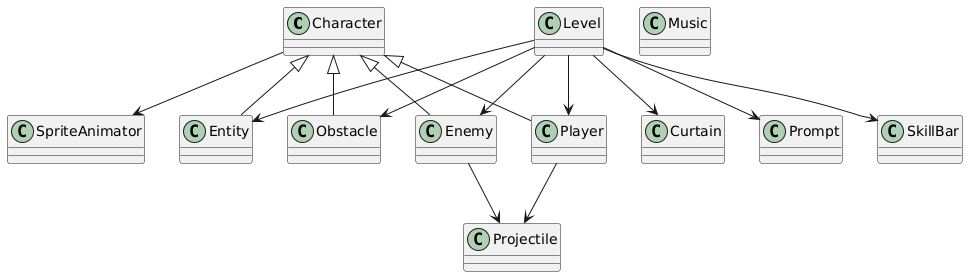 C Character
C Level
C Music
C SpriteAnimator
C Entity
C Obstacle
C Enemy
C Player
C Curtain
C Prompt
C SkillBar
C Projectile